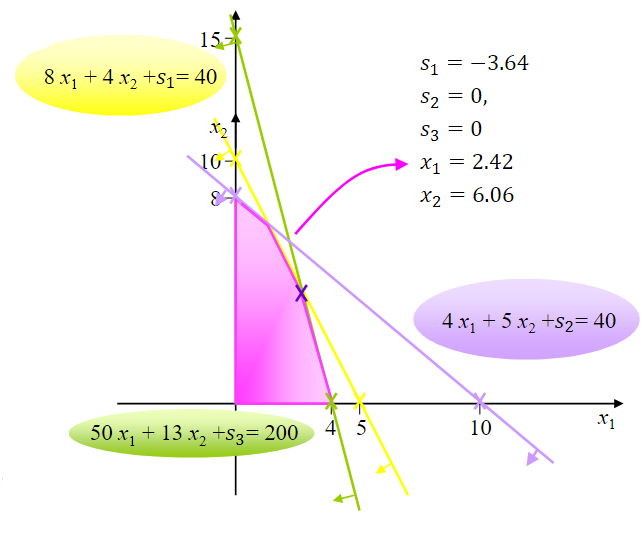 15
8 x₁ + 4 x₂ +s₁= 40
s₁ = −3.64
s₂ = 0,
s₃ = 0
x₁ = 2.42
x₂ = 6.06
x₂
10
8
4 x₁ + 5 x₂ +s₂= 40
50 x₁ + 13 x₂ +s₃= 200
4 5 10 x₁